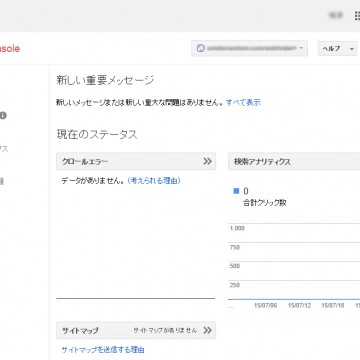 nsole
ヘルプ
新しい重要メッセージ
新しいメッセージまたは新しい重大な問題はありません。 すべて表示
現在のステータス
クロールエラー
検索アナリティクス
データがありません。 (考えられる理由)
0
合計クリック数
1,000
750
500
250
15/07/06 15/07/12 15/07/18
サイトマップ サイトマップがありません
サイトマップを送信する理由